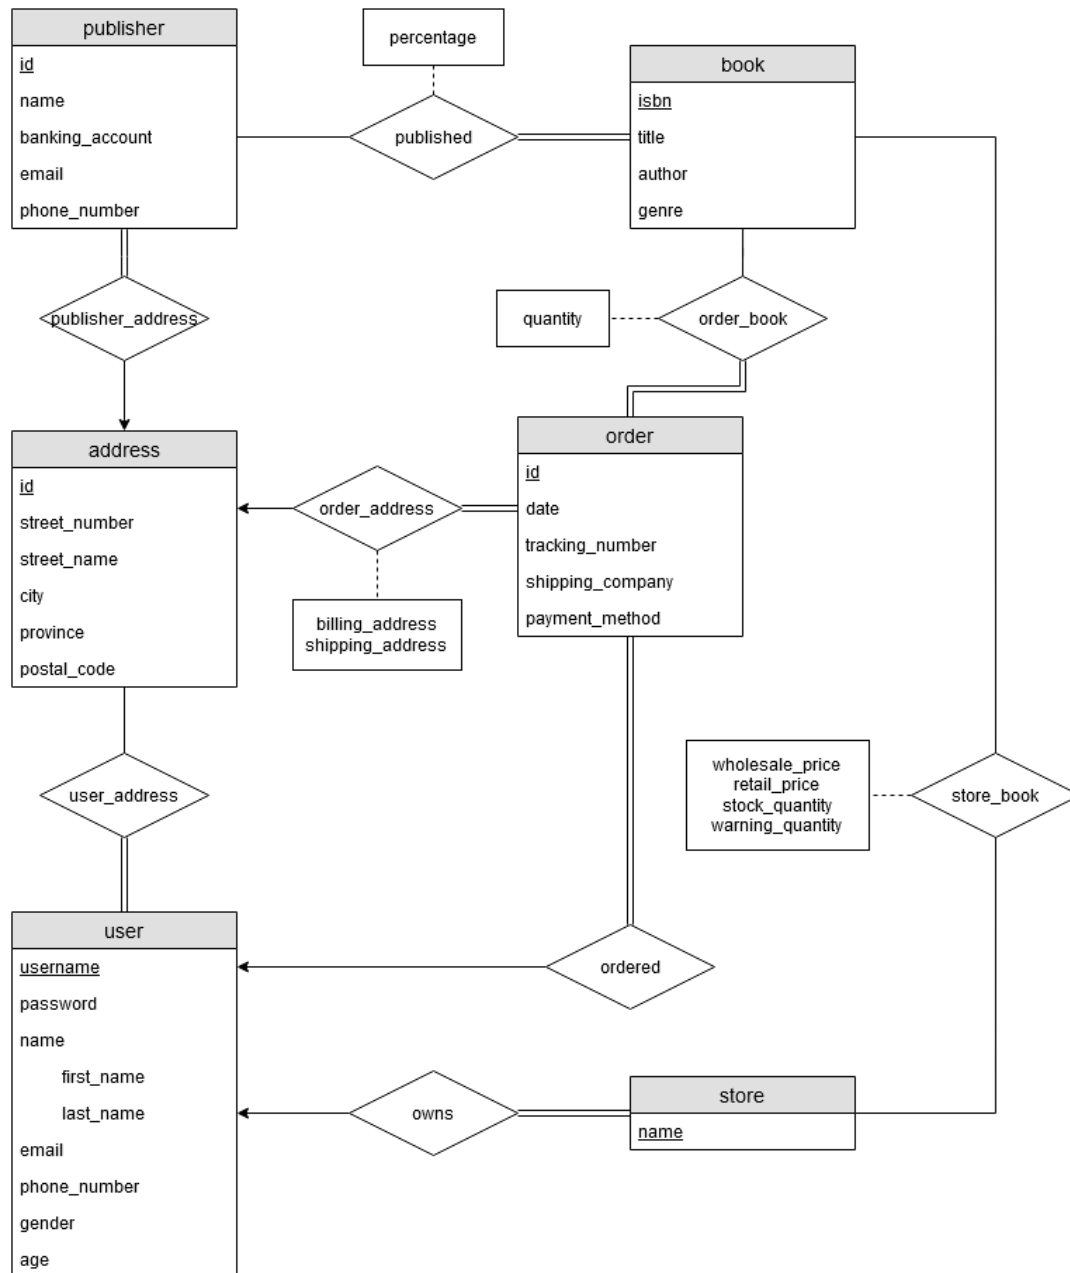 publisher
id
name
banking_account
email
phone_number
percentage
published
book
isbn
title
author
genre
publisher_address
quantity
order_book
address
id
street_number
street_name
city
province
postal_code
order_address
billing_address
shipping_address
order
id
date
tracking_number
shipping_company
payment_method
user_address
wholesale_price
retail_price
stock_quantity
warning_quantity
store_book
user
username
password
name
first_name
last_name
email
phone_number
gender
age
ordered
owns
store
name